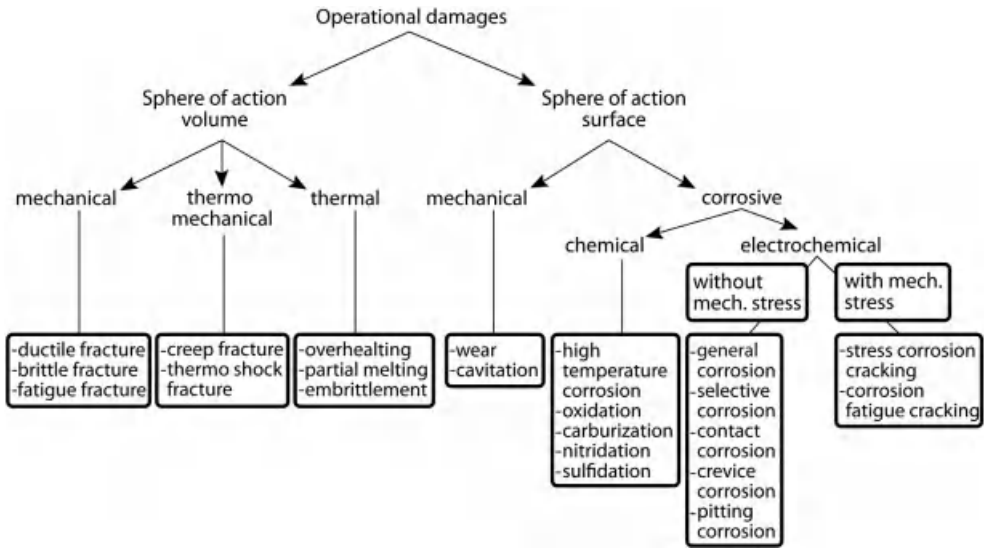 Operational damages
Sphere of action
volume
Sphere of action
surface
mechanical
thermo
mechanical
thermal
mechanical
corrosive
chemical
electrochemical
without
mech. stress
with mech.
stress
-ductile fracture
-brittle fracture
-fatigue fracture
-creep fracture
-thermo shock
fracture
-overhealting
-partial melting
-embrittlement
-wear
-cavitation
-high
temperature
corrosion
-oxidation
-carburization
-nitridation
-sulfidation
-general
corrosion
-selective
corrosion
-contact
corrosion
-crevice
corrosion
-pitting
corrosion
-stress corrosion
cracking
-corrosion
fatigue cracking